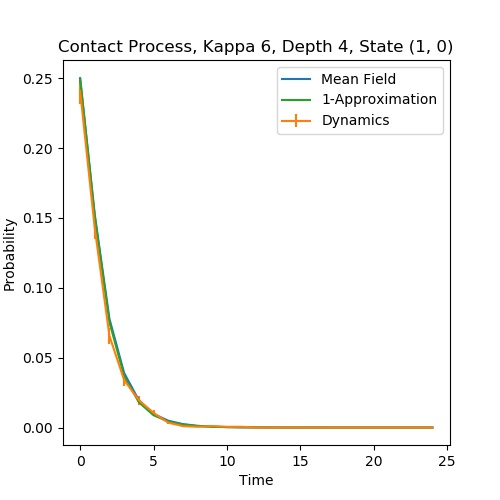 Contact Process, Kappa 6, Depth 4, State (1, 0)
Mean Field
1-Approximation
Dynamics
Probability
0.25
0.20
0.15
0.10
0.05
0.00
0 5 10 15 20 25
Time